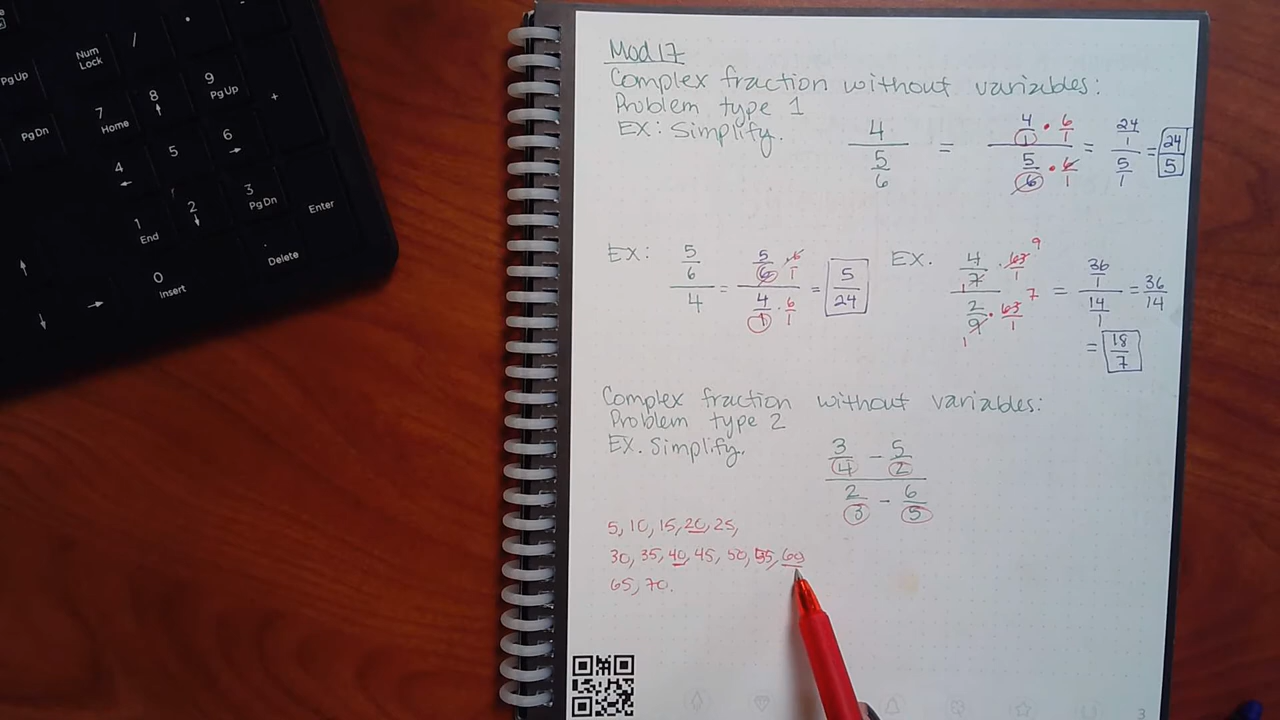 Mod 17
Complex fraction without variables:
Problem type 1
EX: Simplify.
4 / (5/6) = (4/1 • 6/1) / (5/6 • 6/1) = (24/1) / (5/1) = 24/5
EX: (5/6) / 4 = (5/6 · 6/1) / (4/1 · 6/1) = 5/24
EX. (4/7 · 63/1) / (2/9 • 63/1) = (36/1) / (14/1) = 36/14
1 9
1 7
= 18/7
Complex fraction without variables:
Problem type 2
EX. Simplify.
(3/4 - 5/2) / (2/3 - 6/5)
5, 10, 15, 20, 25,
30, 35, 40, 45, 50, 55, 60
65, 70.
3
Num Lock
/
PgUp
PgDn
7 Home
8
9 PgUp
+
4
5
6
1 End
2
3 PgDn
Enter
0 Insert
. Delete